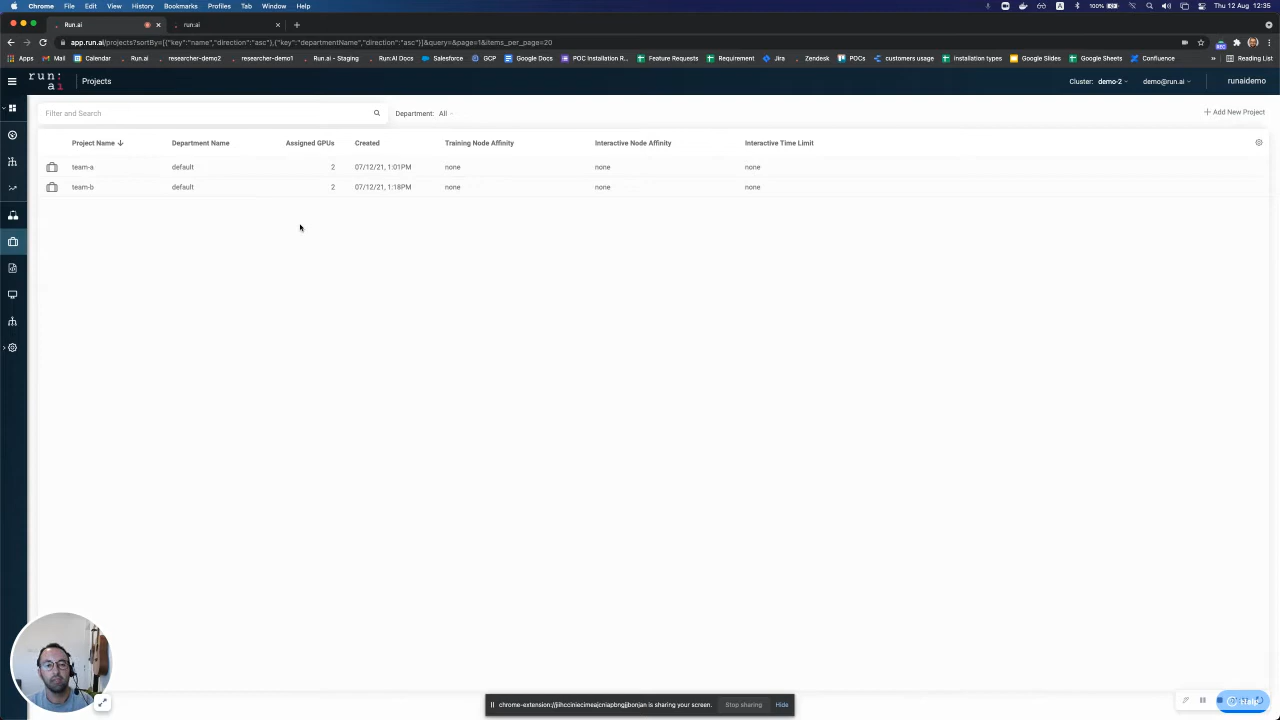 Chrome File Edit View History Bookmarks Profiles Tab Window Help 100% Thu 12 Aug 12:35
Run.ai run:ai
app.run.ai/projects?sortBy=[{"key":"name","direction":"asc"},{"key":"departmentName","direction":"asc"}]&query=&page=1&items_per_page=20
Apps Mail Calendar Run.ai researcher-demo2 researcher-demo1 Run.ai - Staging Run:AI Docs Salesforce GCP Google Docs POC Installation R... Feature Requests Requirement Jira Zendesk POCs customers usage installation types Google Slides Google Sheets Confluence Reading List
run: ai Projects Cluster: demo-2 demo@run.ai runaidemo
Filter and Search Department: All + Add New Project
Project Name Department Name Assigned GPUs Created Training Node Affinity Interactive Node Affinity Interactive Time Limit
team-a default 2 07/12/21, 1:01PM none none none
team-b default 2 07/12/21, 1:18PM none none none
is sharing your screen. Stop sharing Hide
Help